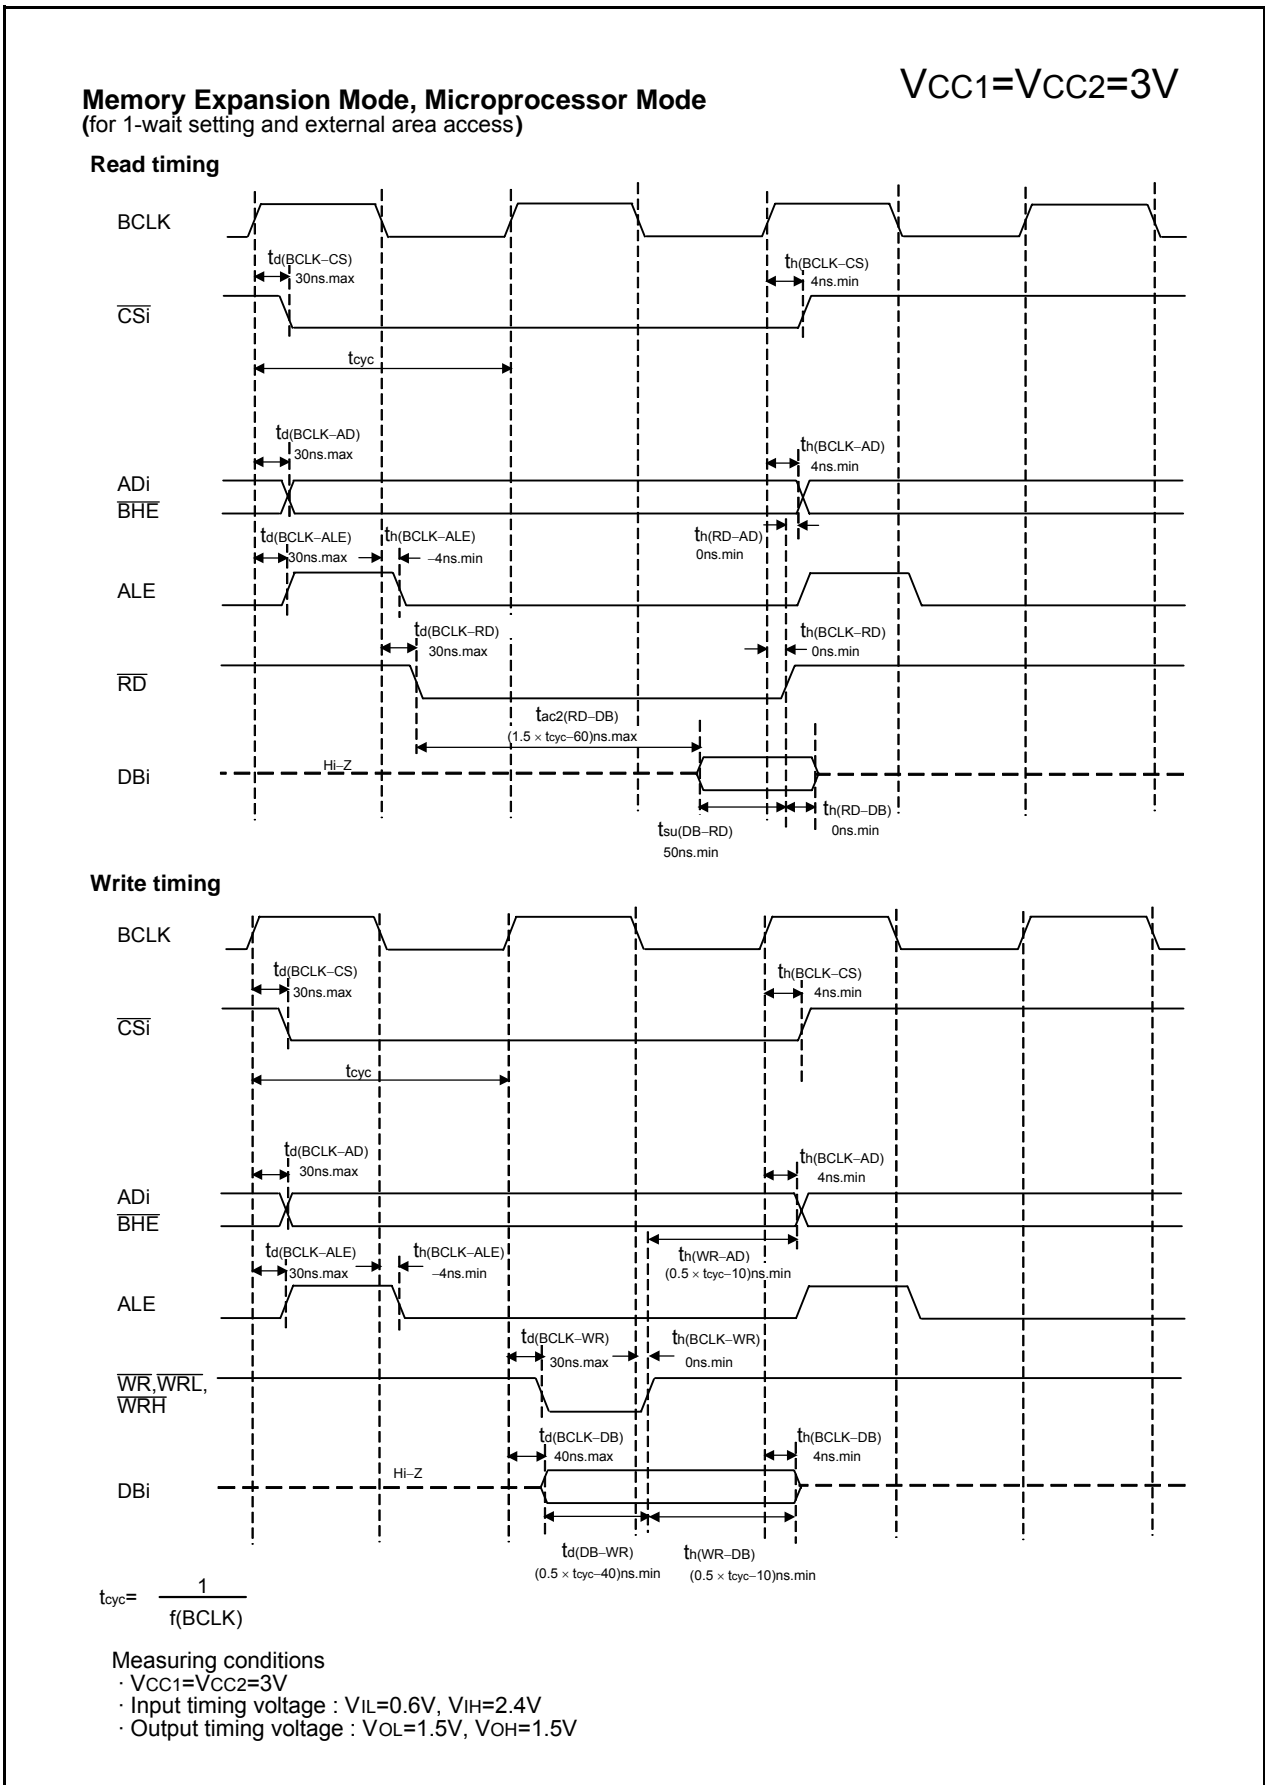 VCC1=VCC2=3V
Memory Expansion Mode, Microprocessor Mode
(for 1-wait setting and external area access)
Read timing
BCLK
td(BCLK–CS)
30ns.max
th(BCLK–CS)
4ns.min
CSi
tcyc
td(BCLK–AD)
30ns.max
th(BCLK–AD)
4ns.min
ADi
BHE
td(BCLK–ALE)
30ns.max
th(BCLK–ALE)
–4ns.min
th(RD–AD)
0ns.min
ALE
td(BCLK–RD)
30ns.max
th(BCLK–RD)
0ns.min
RD
tac2(RD–DB)
(1.5 × tcyc–60)ns.max
Hi–Z
DBi
tsu(DB–RD)
50ns.min
th(RD–DB)
0ns.min
Write timing
BCLK
td(BCLK–CS)
30ns.max
th(BCLK–CS)
4ns.min
CSi
tcyc
td(BCLK–AD)
30ns.max
th(BCLK–AD)
4ns.min
ADi
BHE
td(BCLK–ALE)
30ns.max
th(BCLK–ALE)
–4ns.min
th(WR–AD)
(0.5 × tcyc–10)ns.min
ALE
td(BCLK–WR)
30ns.max
th(BCLK–WR)
0ns.min
WR,WRL,
WRH
td(BCLK–DB)
40ns.max
th(BCLK–DB)
4ns.min
Hi–Z
DBi
td(DB–WR)
(0.5 × tcyc–40)ns.min
th(WR–DB)
(0.5 × tcyc–10)ns.min
tcyc= 1
f(BCLK)
Measuring conditions
· VCC1=VCC2=3V
· Input timing voltage : VIL=0.6V, VIH=2.4V
· Output timing voltage : VOL=1.5V, VOH=1.5V